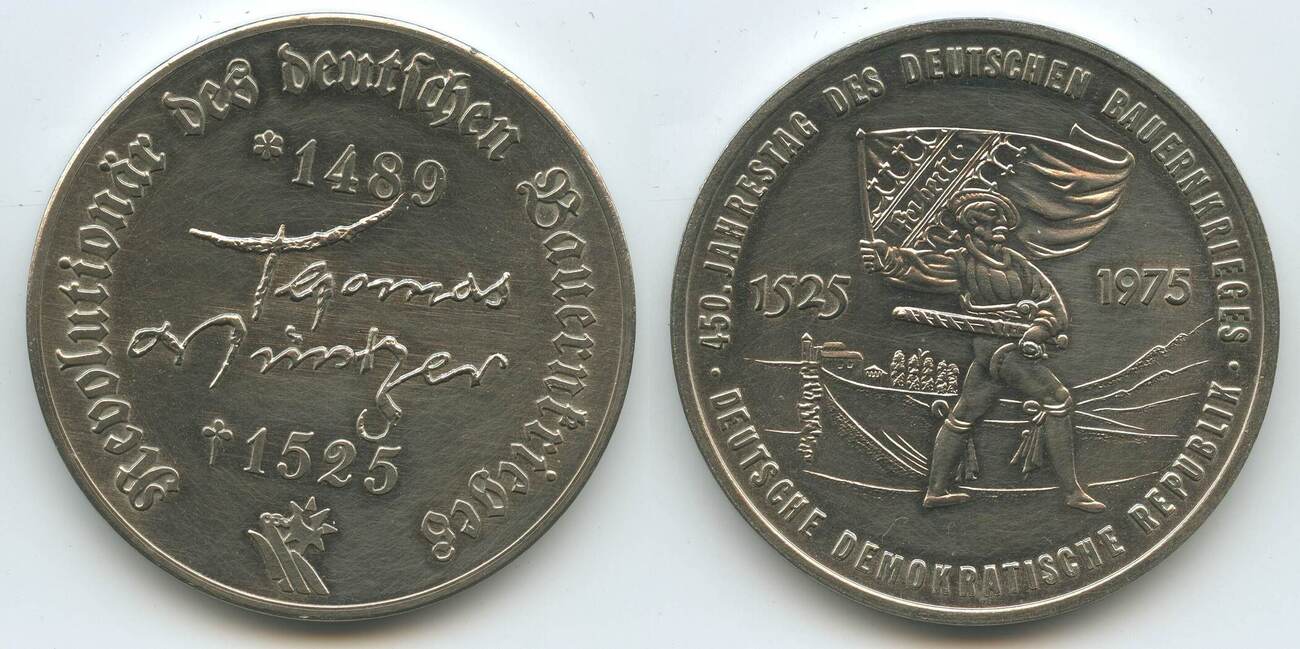 Revolutionär des deutschen Bauernkrieges
*1489
Thomas
Müntzer
†1525
450. JAHRESTAG DES DEUTSCHEN BAUERNKRIEGES
1525
1975
· DEUTSCHE DEMOKRATISCHE REPUBLIK ·